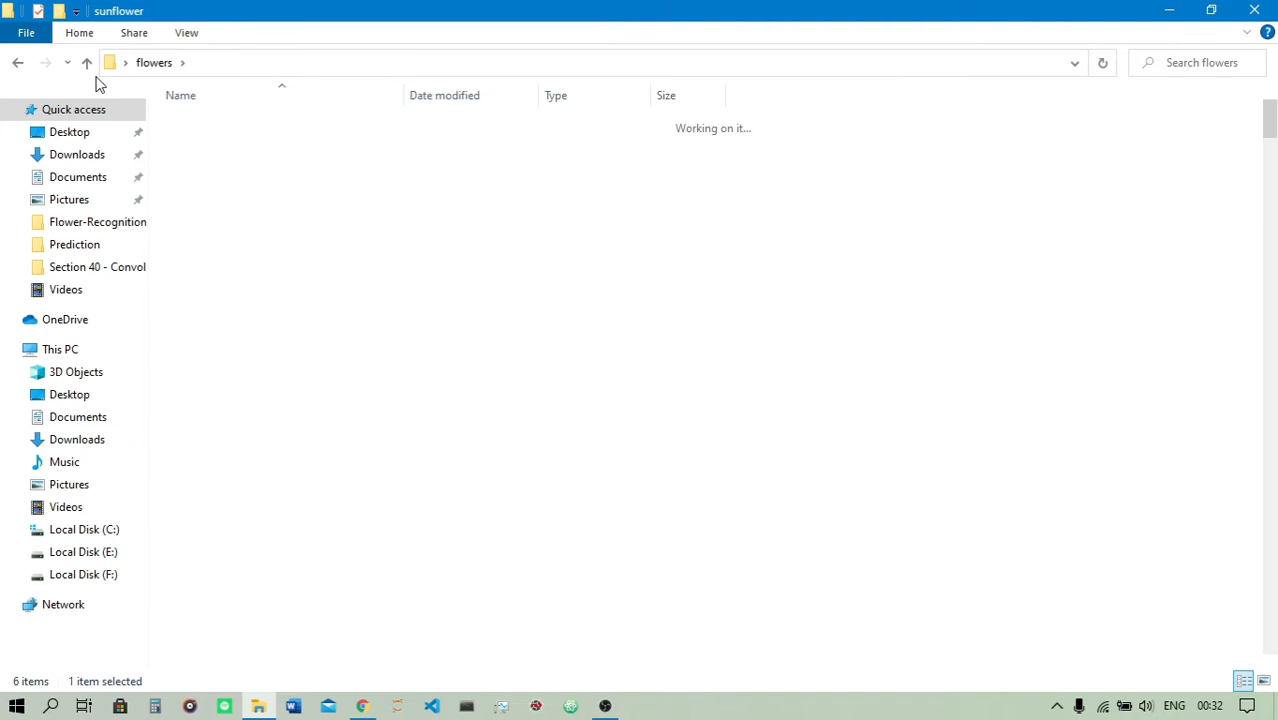 sunflower
File Home Share View
flowers
Search flowers
Name Date modified Type Size
Working on it...
Quick access
Desktop
Downloads
Documents
Pictures
Flower-Recognition
Prediction
Section 40 - Convol
Videos
OneDrive
This PC
3D Objects
Desktop
Documents
Downloads
Music
Pictures
Videos
Local Disk (C:)
Local Disk (E:)
Local Disk (F:)
Network
6 items 1 item selected
ENG 00:32